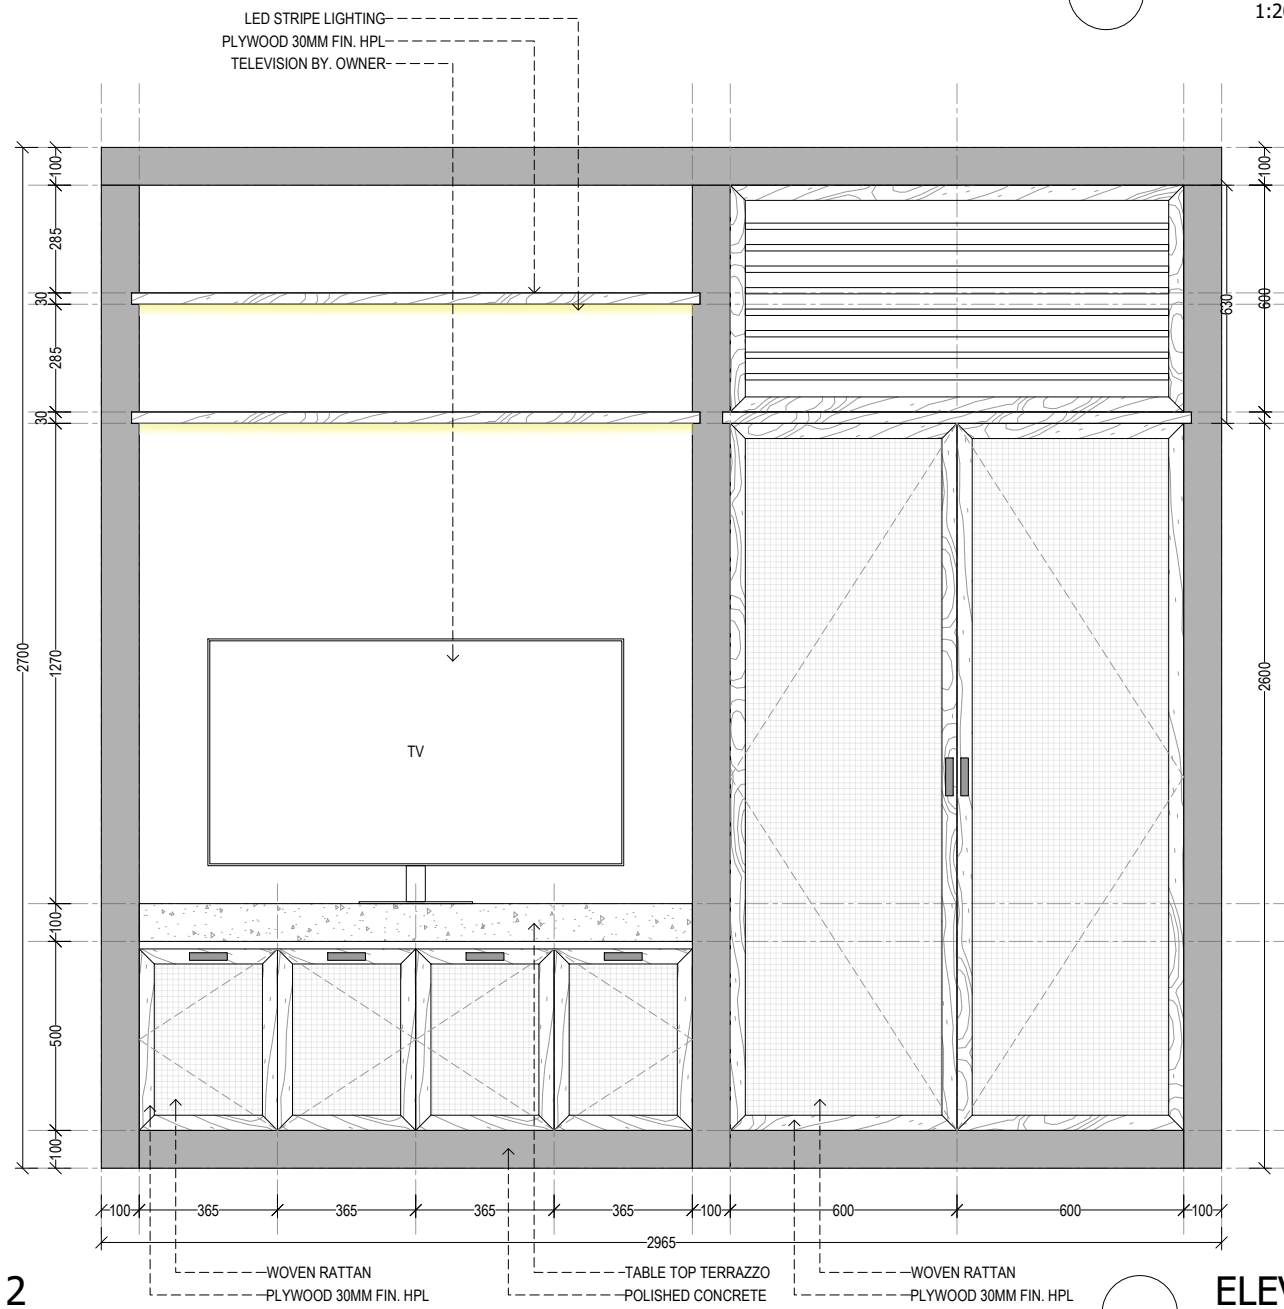 1:20
LED STRIPE LIGHTING
PLYWOOD 30MM FIN. HPL
TELEVISION BY. OWNER
100
285
30
285
30
2700
1270
100
500
100
100
630
600
2600
TV
100
365
365
365
365
100
600
600
100
2965
WOVEN RATTAN
TABLE TOP TERRAZZO
WOVEN RATTAN
PLYWOOD 30MM FIN. HPL
POLISHED CONCRETE
PLYWOOD 30MM FIN. HPL
2
ELEV